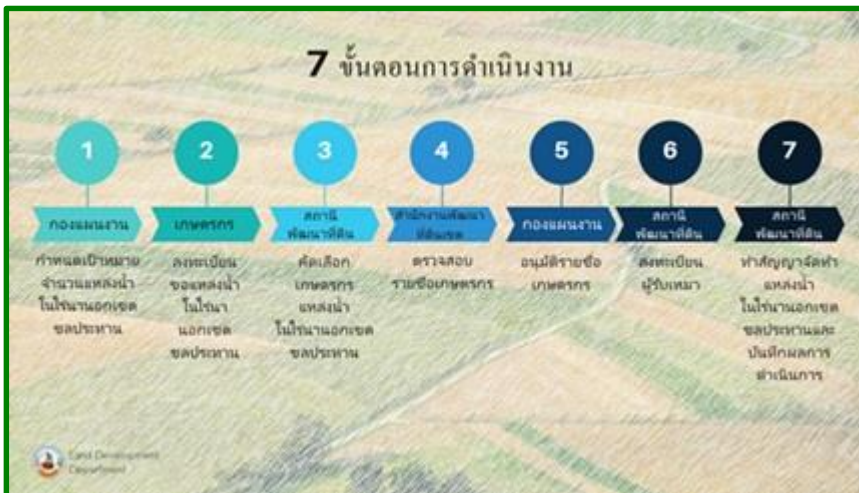 7 ขั้นตอนการดำเนินงาน
1
2
3
4
5
6
7
กองแผนงาน
เกษตรกร
สถานี
พัฒนาที่ดิน
สำนักงานพัฒนา
ที่ดินเขต
กองแผนงาน
สถานี
พัฒนาที่ดิน
สถานี
พัฒนาที่ดิน
กำหนดเป้าหมาย
จำนวนแหล่งน้ำ
ในไร่นานอกเขต
ชลประทาน
ลงทะเบียน
ขอแหล่งน้ำ
ในไร่นา
นอกเขต
ชลประทาน
คัดเลือก
เกษตรกร
แหล่งน้ำ
ในไร่นานอกเขต
ชลประทาน
ตรวจสอบ
รายชื่อเกษตรกร
อนุมัติรายชื่อ
เกษตรกร
ลงทะเบียน
ผู้รับเหมา
ทำสัญญาจัดทำ
แหล่งน้ำ
ในไร่นานอกเขต
ชลประทานและ
บันทึกผลการ
ดำเนินการ
Land Development
Department